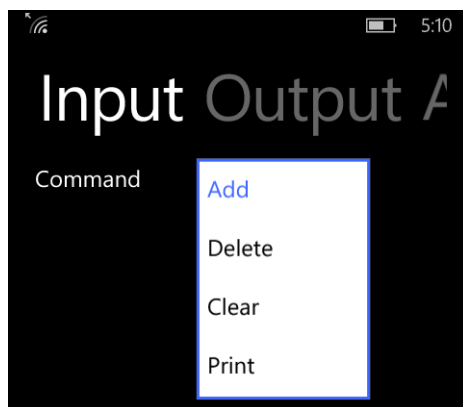 5:10
Input Output A
Command
Add
Delete
Clear
Print